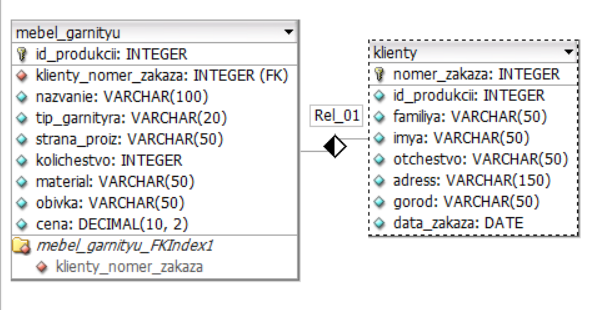 mebel_garnityu
id_produkcii: INTEGER
klienty_nomer_zakaza: INTEGER (FK)
nazvanie: VARCHAR(100)
tip_garnityra: VARCHAR(20)
strana_proiz: VARCHAR(50)
kolichestvo: INTEGER
material: VARCHAR(50)
obivka: VARCHAR(50)
cena: DECIMAL(10, 2)
mebel_garnityu_FKIndex1
klienty_nomer_zakaza
Rel_01
klienty
nomer_zakaza: INTEGER
id_produkcii: INTEGER
familiya: VARCHAR(50)
imya: VARCHAR(50)
otchestvo: VARCHAR(50)
adress: VARCHAR(150)
gorod: VARCHAR(50)
data_zakaza: DATE